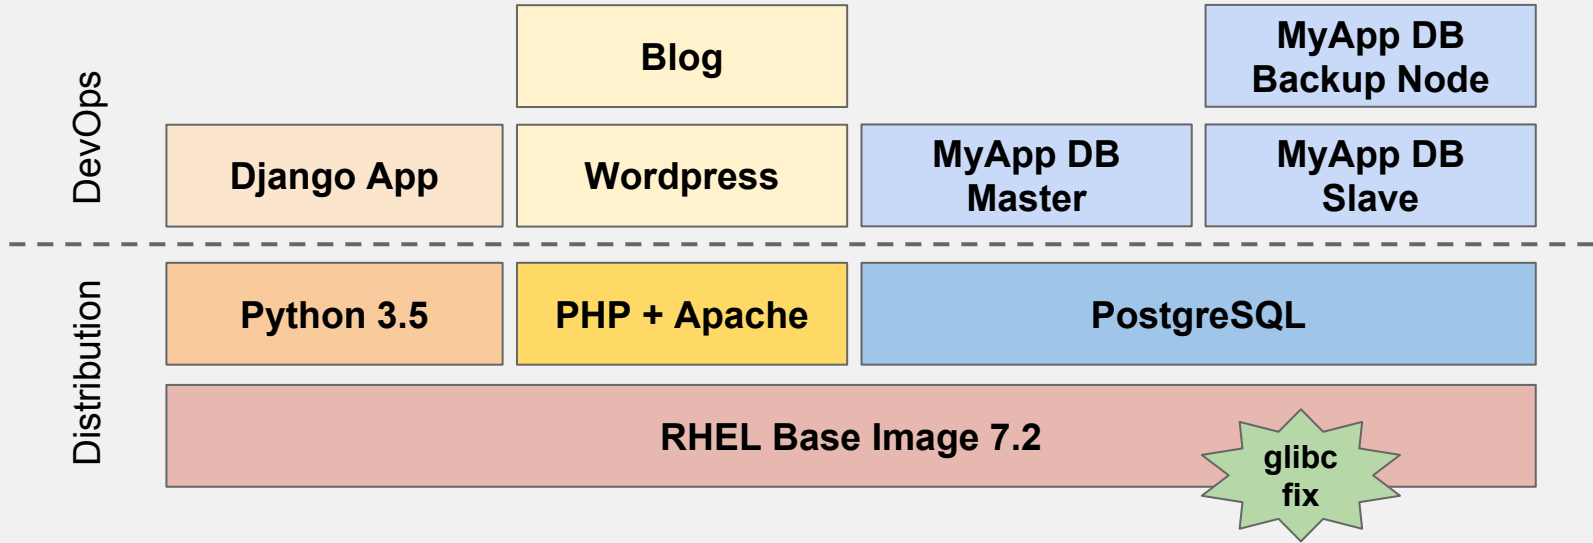 DevOps
Blog
MyApp DB
Backup Node
Django App
Wordpress
MyApp DB
Master
MyApp DB
Slave
Distribution
Python 3.5
PHP + Apache
PostgreSQL
RHEL Base Image 7.2
glibc
fix